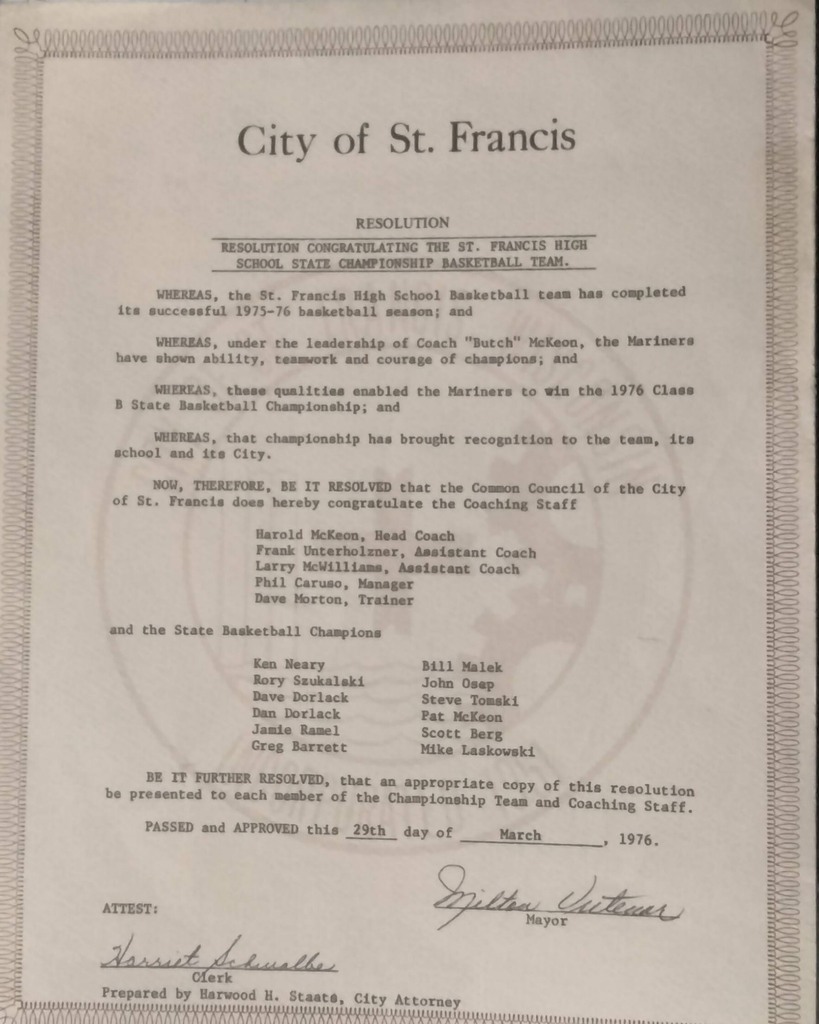 City of St. Francis
RESOLUTION
RESOLUTION CONGRATULATING THE ST. FRANCIS HIGH
SCHOOL STATE CHAMPIONSHIP BASKETBALL TEAM.
WHEREAS, the St. Francis High School Basketball team has completed
its successful 1975-76 basketball season; and
WHEREAS, under the leadership of Coach "Butch" McKeon, the Mariners
have shown ability, teamwork and courage of champions; and
WHEREAS, these qualities enabled the Mariners to win the 1976 Class
B State Basketball Championship; and
WHEREAS, that championship has brought recognition to the team, its
school and its City.
NOW, THEREFORE, BE IT RESOLVED that the Common Council of the City
of St. Francis does hereby congratulate the Coaching Staff
Harold McKeon, Head Coach
Frank Unterholzner, Assistant Coach
Larry McWilliams, Assistant Coach
Phil Caruso, Manager
Dave Morton, Trainer
and the State Basketball Champions
Ken Neary Bill Malek
Rory Szukalski John Osap
Dave Dorlack Steve Tomski
Dan Dorlack Pat McKeon
Jamie Ramel Scott Berg
Greg Barrett Mike Laskowski
BE IT FURTHER RESOLVED, that an appropriate copy of this resolution
be presented to each member of the Championship Team and Coaching Staff.
PASSED and APPROVED this 29th day of March, 1976.
Milton
Mayor
ATTEST:
Harriet Schwalbe
Clerk
Prepared by Harwood H. Staats, City Attorney